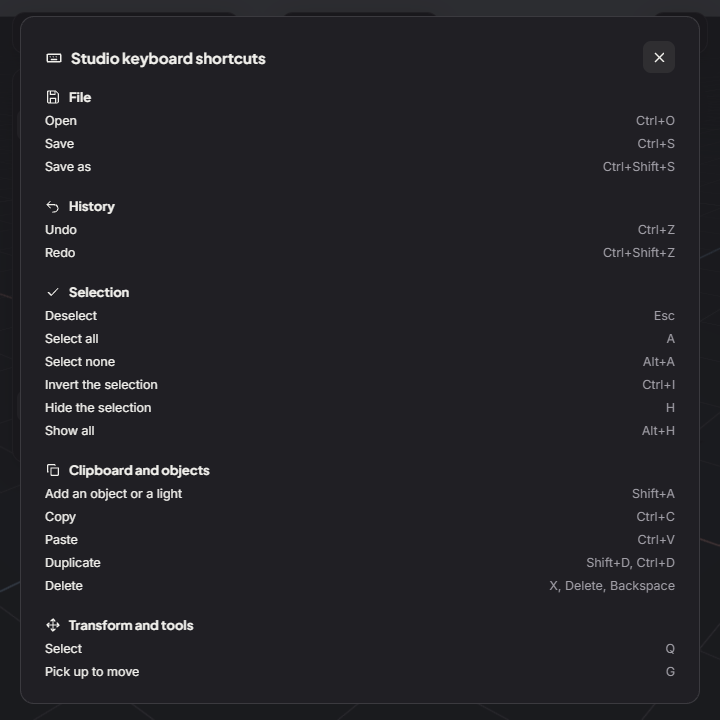 Studio keyboard shortcuts
File
Open Ctrl+O
Save Ctrl+S
Save as Ctrl+Shift+S
History
Undo Ctrl+Z
Redo Ctrl+Shift+Z
Selection
Deselect Esc
Select all A
Select none Alt+A
Invert the selection Ctrl+I
Hide the selection H
Show all Alt+H
Clipboard and objects
Add an object or a light Shift+A
Copy Ctrl+C
Paste Ctrl+V
Duplicate Shift+D, Ctrl+D
Delete X, Delete, Backspace
Transform and tools
Select Q
Pick up to move G